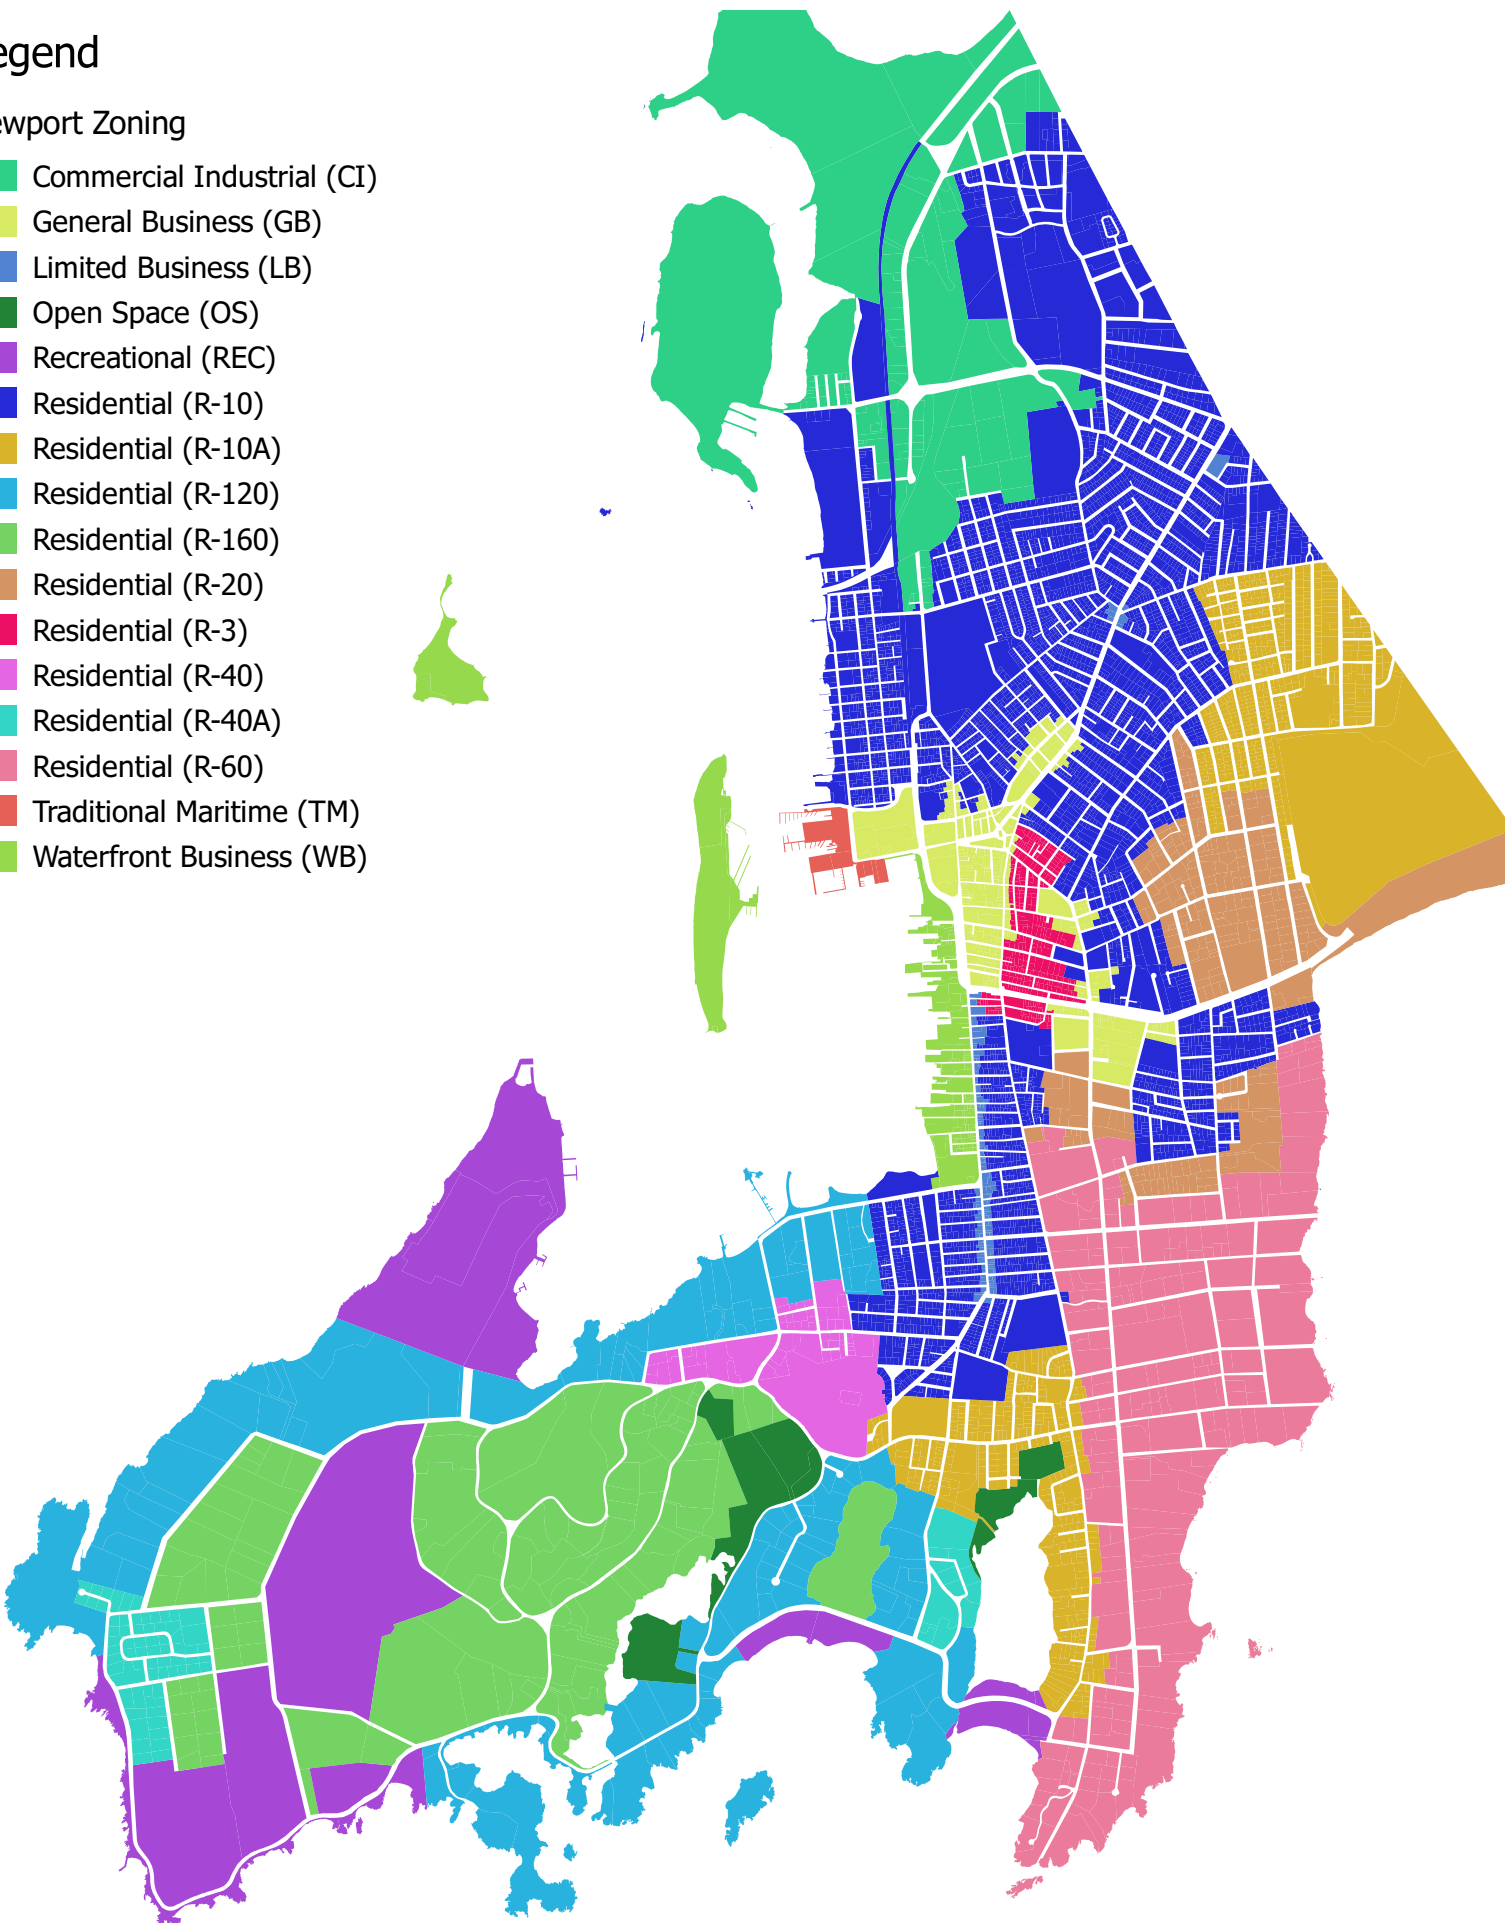 egend
ewport Zoning
Commercial Industrial (CI)
General Business (GB)
Limited Business (LB)
Open Space (OS)
Recreational (REC)
Residential (R-10)
Residential (R-10A)
Residential (R-120)
Residential (R-160)
Residential (R-20)
Residential (R-3)
Residential (R-40)
Residential (R-40A)
Residential (R-60)
Traditional Maritime (TM)
Waterfront Business (WB)